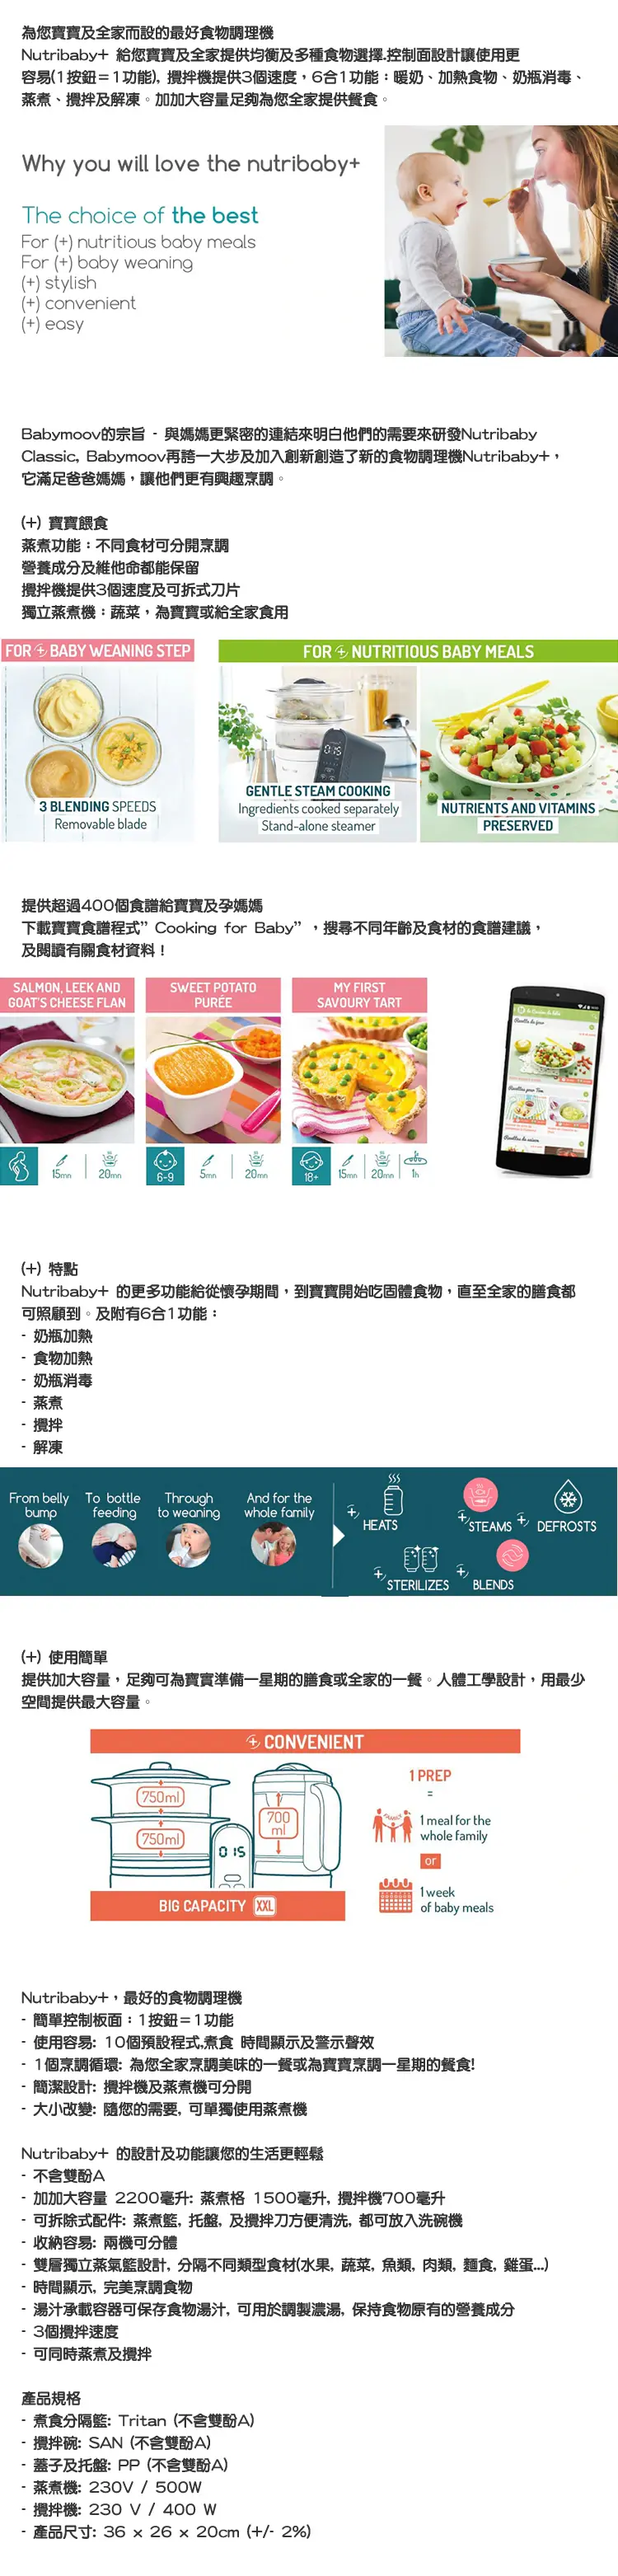 為您寶寶及全家而設的最好食物調理機
Nutribaby+ 給您寶寶及全家提供均衡及多種食物選擇.控制面設計讓使用更
容易(1按鈕=1功能), 攪拌機提供3個速度，6合1功能：暖奶、加熱食物、奶瓶消毒、
蒸煮、攪拌及解凍。加加大容量足夠為您全家提供餐食。
Why you will love the nutribaby+
The choice of the best
For (+) nutritious baby meals
For (+) baby weaning
(+) stylish
(+) convenient
(+) easy
Babymoov的宗旨 - 與媽媽更緊密的連結來明白他們的需要來研發Nutribaby
Classic, Babymoov再誇一大步及加入創新創造了新的食物調理機Nutribaby+，
它滿足爸爸媽媽，讓他們更有興趣烹調。
(+) 寶寶餵食
蒸煮功能：不同食材可分開烹調
營養成分及維他命都能保留
攪拌機提供3個速度及可拆式刀片
獨立蒸煮機：蔬菜，為寶寶或給全家食用
FOR + BABY WEANING STEP
FOR + NUTRITIOUS BABY MEALS
015
3 BLENDING SPEEDS
Removable blade
GENTLE STEAM COOKING
Ingredients cooked separately
Stand-alone steamer
NUTRIENTS AND VITAMINS
PRESERVED
提供超過400個食譜給寶寶及孕媽媽
下載寶寶食譜程式”Cooking for Baby”，搜尋不同年齡及食材的食譜建議，
及閱讀有關食材資料！
SALMON, LEEK AND
GOAT'S CHEESE FLAN
SWEET POTATO
PURÉE
MY FIRST
SAVOURY TART
15mn
20mn
6-9
5mn
20mn
18+
15mn
20mn
1h
(+) 特點
Nutribaby+ 的更多功能給從懷孕期間，到寶寶開始吃固體食物，直至全家的膳食都
可照顧到。及附有6合1功能：
- 奶瓶加熱
- 食物加熱
- 奶瓶消毒
- 蒸煮
- 攪拌
- 解凍
From belly
bump
To bottle
feeding
Through
to weaning
And for the
whole family
+ HEATS
+ STEAMS
+ DEFROSTS
+ STERILIZES
+ BLENDS
(+) 使用簡單
提供加大容量，足夠可為寶寶準備一星期的膳食或全家的一餐。人體工學設計，用最少
空間提供最大容量。
+ CONVENIENT
750ml
750ml
700
ml
015
BIG CAPACITY XXL
1 PREP
=
FAMILY
1 meal for the
whole family
or
1 week
of baby meals
Nutribaby+，最好的食物調理機
- 簡單控制板面：1按鈕=1功能
- 使用容易: 10個預設程式,煮食 時間顯示及警示聲效
- 1個烹調循環: 為您全家烹調美味的一餐或為寶寶烹調一星期的餐食!
- 簡潔設計: 攪拌機及蒸煮機可分開
- 大小改變: 隨您的需要, 可單獨使用蒸煮機
Nutribaby+ 的設計及功能讓您的生活更輕鬆
- 不含雙酚A
- 加加大容量 2200毫升: 蒸煮格 1500毫升, 攪拌機700毫升
- 可拆除式配件: 蒸煮籃, 托盤, 及攪拌刀方便清洗, 都可放入洗碗機
- 收納容易: 兩機可分體
- 雙層獨立蒸氣籃設計, 分隔不同類型食材(水果, 蔬菜, 魚類, 肉類, 麵食, 雞蛋...)
- 時間顯示, 完美烹調食物
- 湯汁承載容器可保存食物湯汁, 可用於調製濃湯, 保持食物原有的營養成分
- 3個攪拌速度
- 可同時蒸煮及攪拌
產品規格
- 煮食分隔籃: Tritan (不含雙酚A)
- 攪拌碗: SAN (不含雙酚A)
- 蓋子及托盤: PP (不含雙酚A)
- 蒸煮機: 230V / 500W
- 攪拌機: 230 V / 400 W
- 產品尺寸: 36 x 26 x 20cm (+/- 2%)